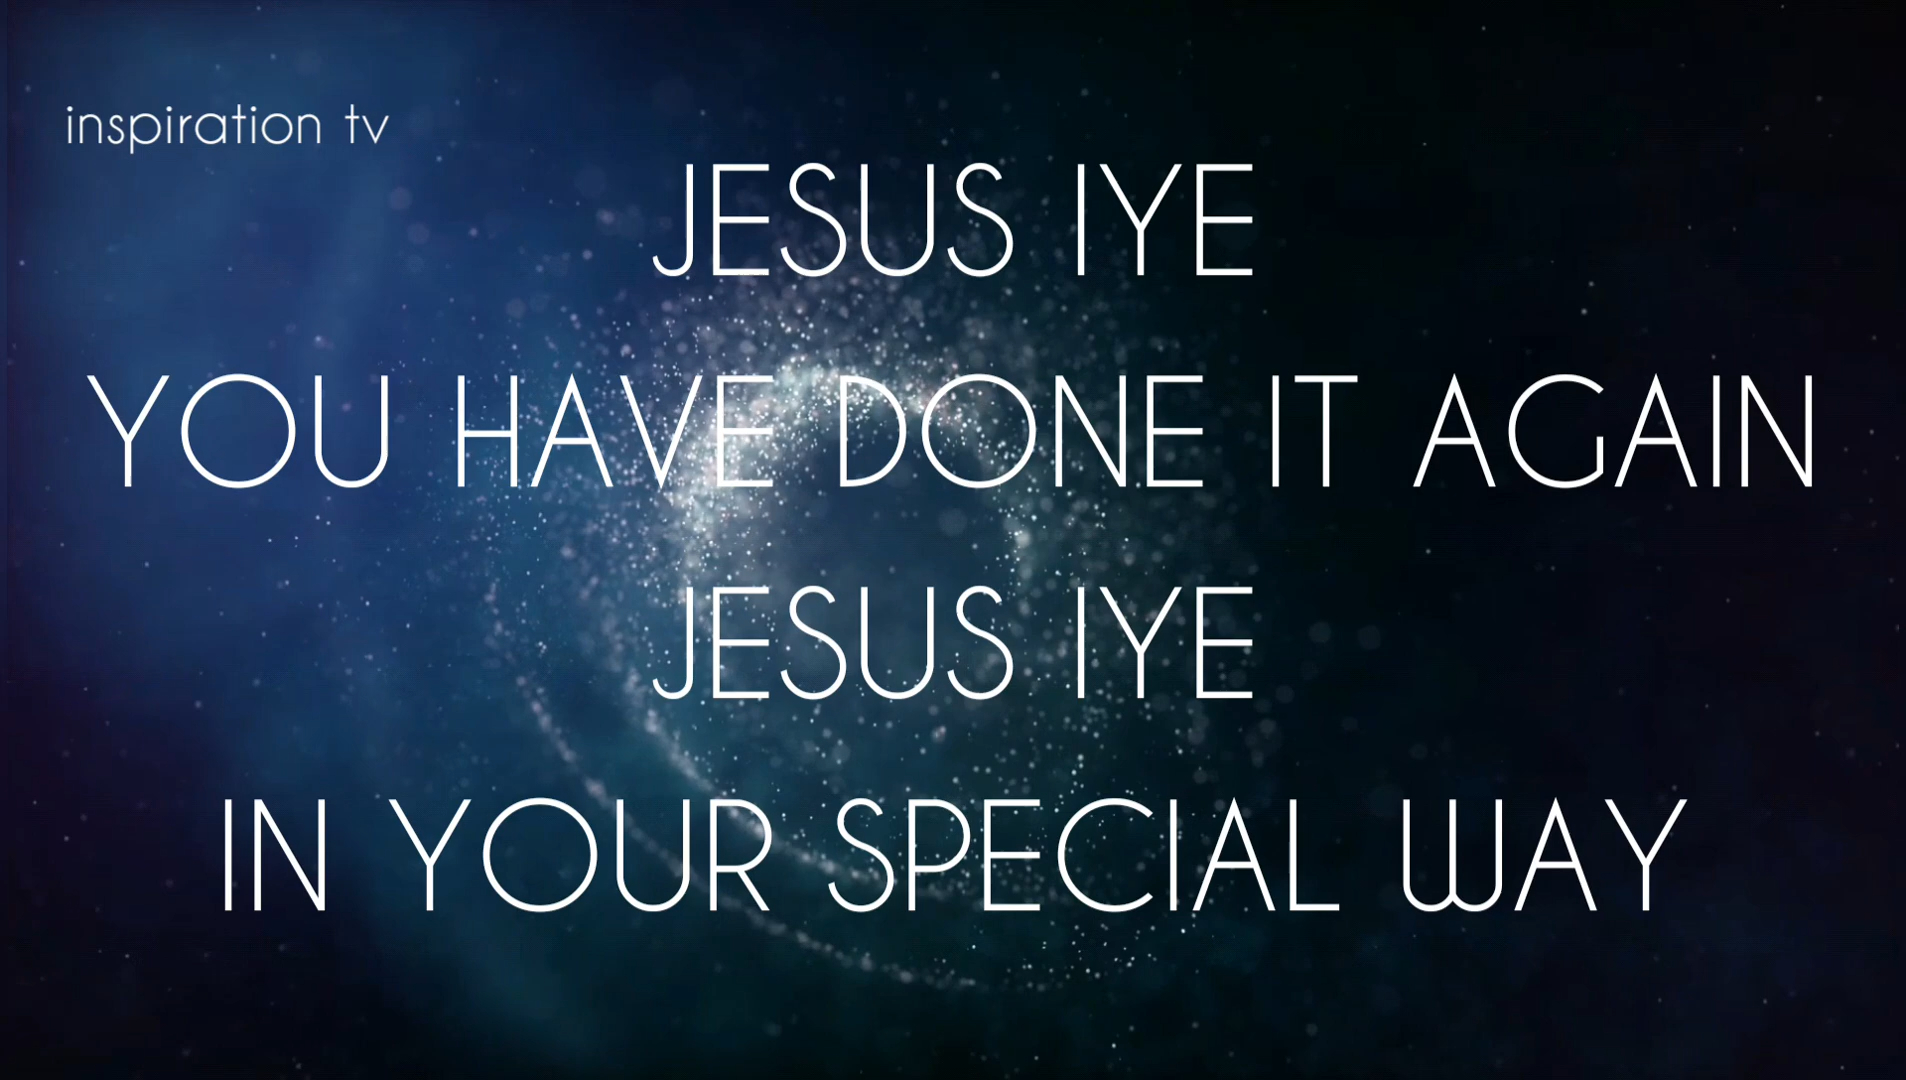 inspiration tv
JESUS IYE
YOU HAVE DONE IT AGAIN
JESUS IYE
IN YOUR SPECIAL WAY